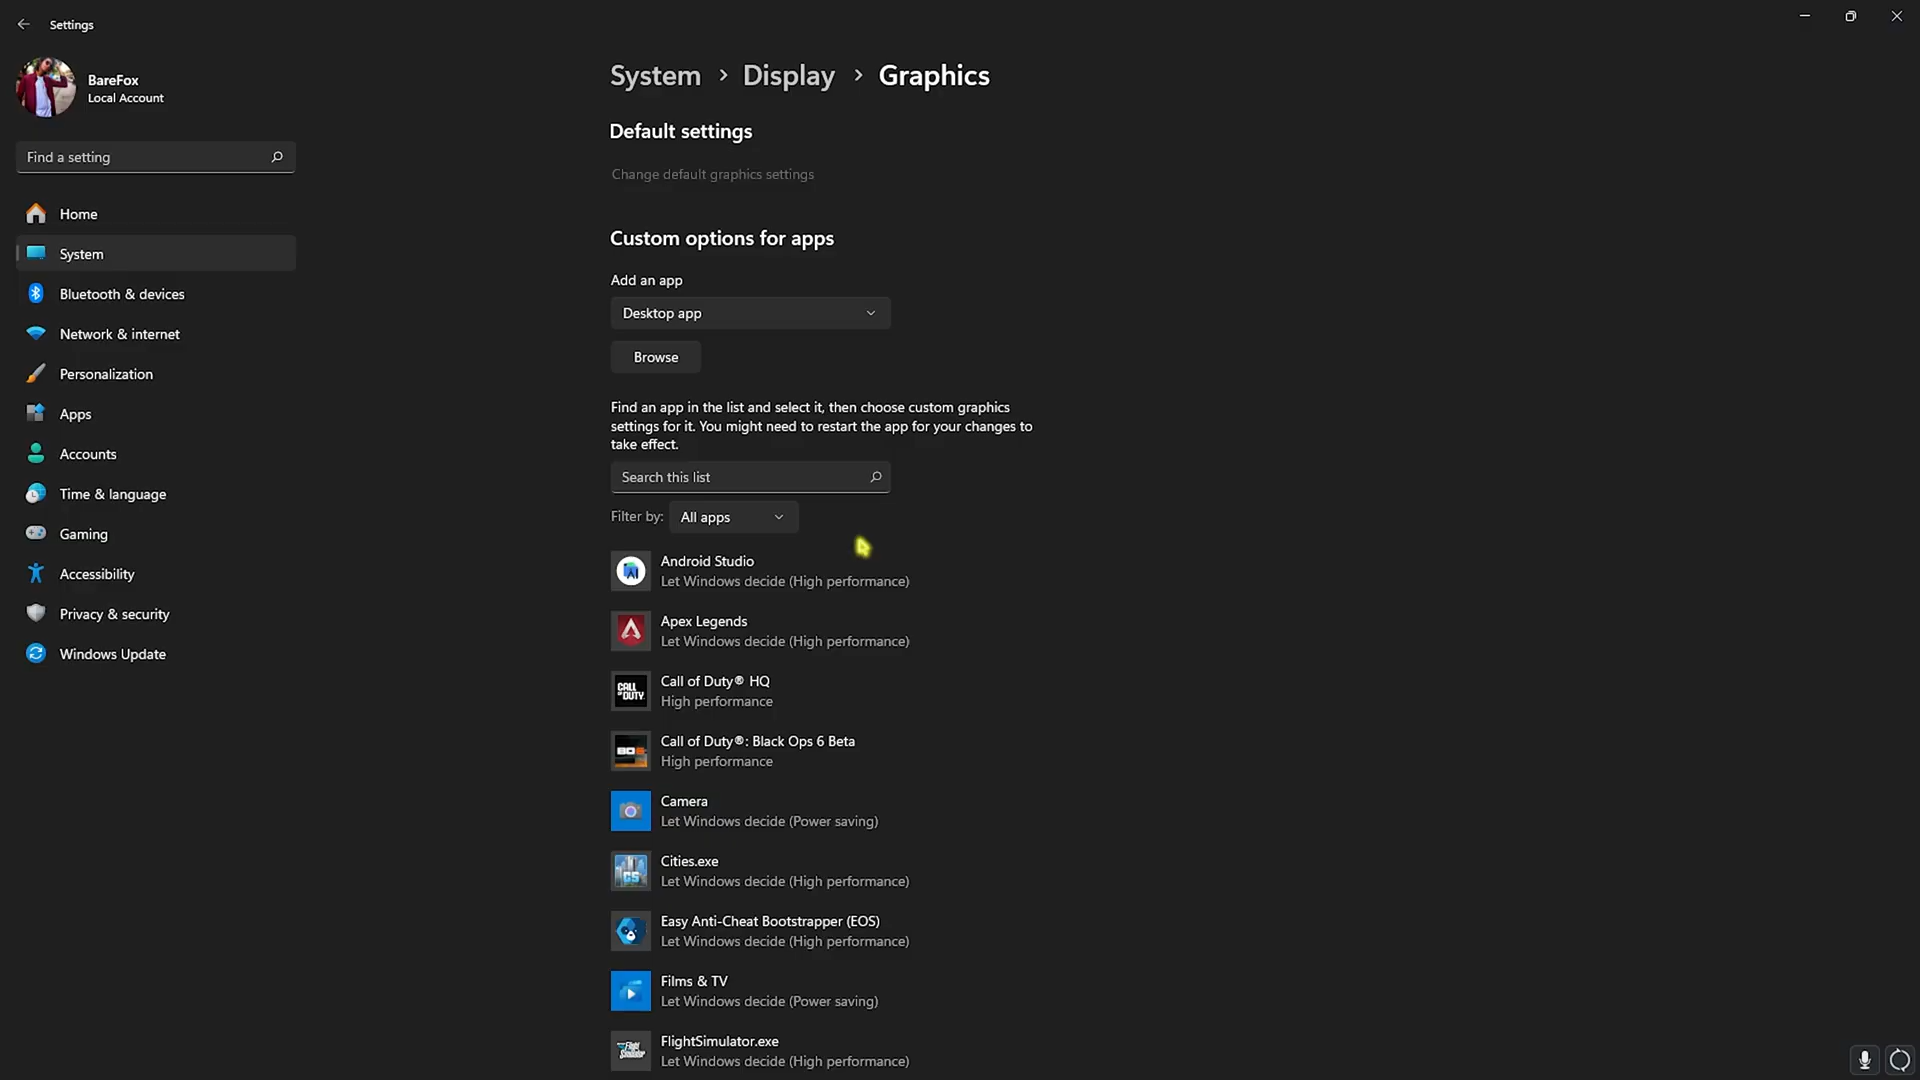 Settings
BareFox
Local Account
Find a setting
Home
System
Bluetooth & devices
Network & internet
Personalization
Apps
Accounts
Time & language
Gaming
Accessibility
Privacy & security
Windows Update
System > Display > Graphics
Default settings
Change default graphics settings
Custom options for apps
Add an app
Desktop app
Browse
Find an app in the list and select it, then choose custom graphics
settings for it. You might need to restart the app for your changes to
take effect.
Search this list
Filter by: All apps
Android Studio
Let Windows decide (High performance)
Apex Legends
Let Windows decide (High performance)
CALL OF DUTY
Call of Duty® HQ
High performance
BO6
Call of Duty®: Black Ops 6 Beta
High performance
Camera
Let Windows decide (Power saving)
CS
Cities.exe
Let Windows decide (High performance)
Easy Anti-Cheat Bootstrapper (EOS)
Let Windows decide (High performance)
Films & TV
Let Windows decide (Power saving)
Flight Simulator
FlightSimulator.exe
Let Windows decide (High performance)